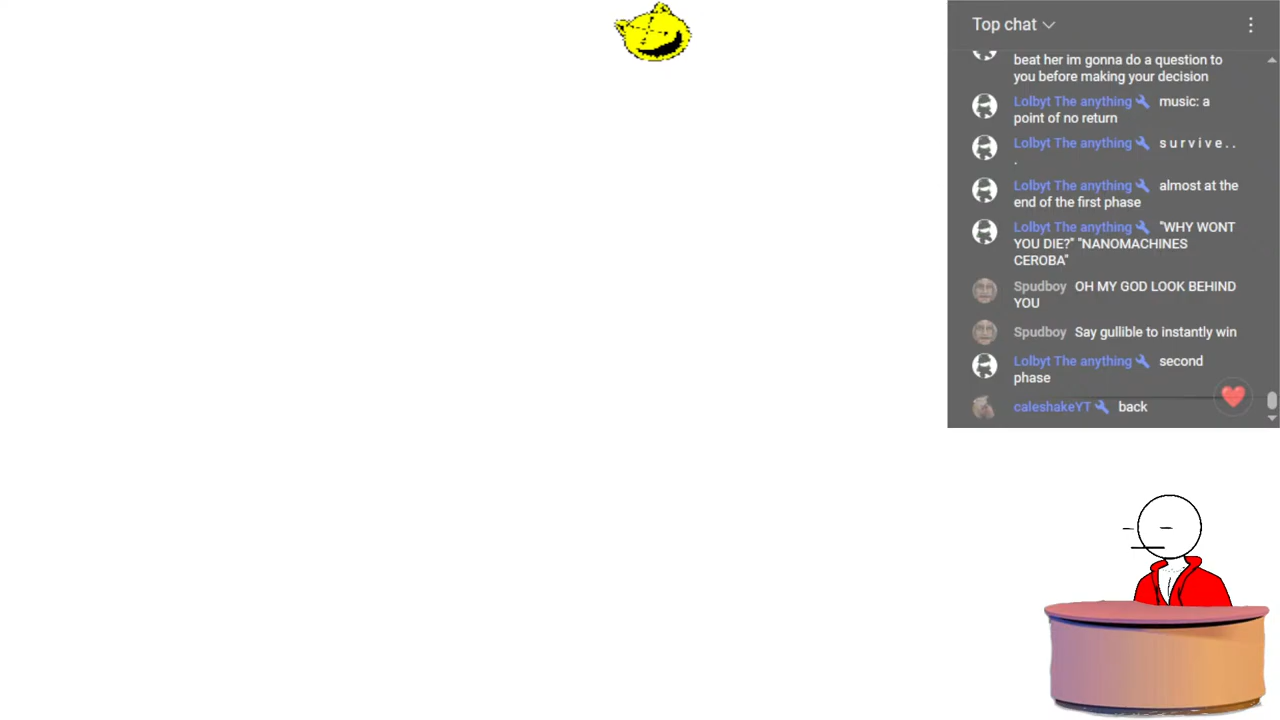 Top chat
beat her im gonna do a question to
you before making your decision
Lolbyt The anything music: a
point of no return
Lolbyt The anything s u r v i v e . .
.
Lolbyt The anything almost at the
end of the first phase
Lolbyt The anything "WHY WONT
YOU DIE?" "NANOMACHINES
CEROBA"
Spudboy OH MY GOD LOOK BEHIND
YOU
Spudboy Say gullible to instantly win
Lolbyt The anything second
phase
caleshakeYT back